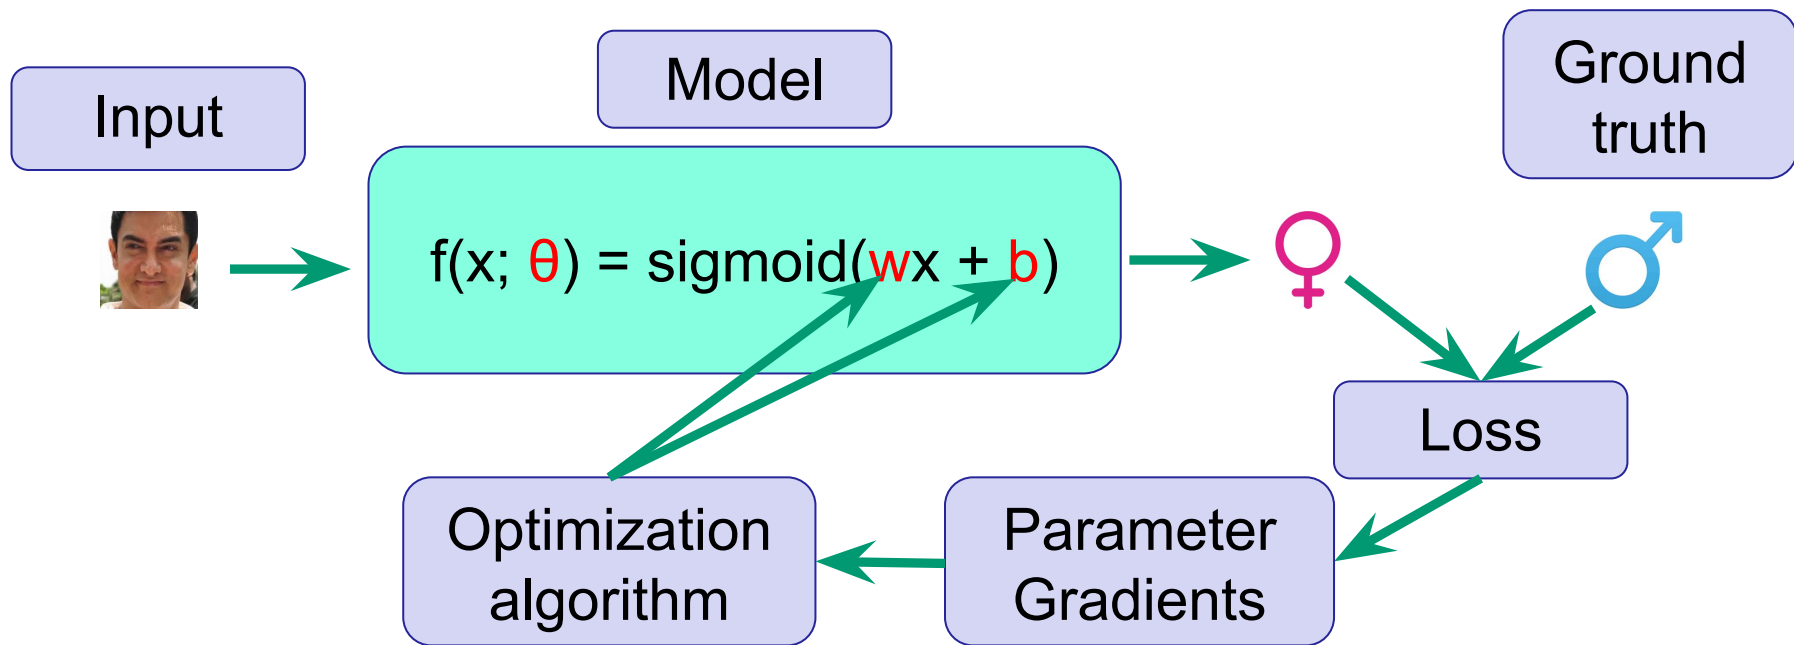 Input
Model
Ground
truth
f(x; θ) = sigmoid(wx + b)
Loss
Optimization
algorithm
Parameter
Gradients